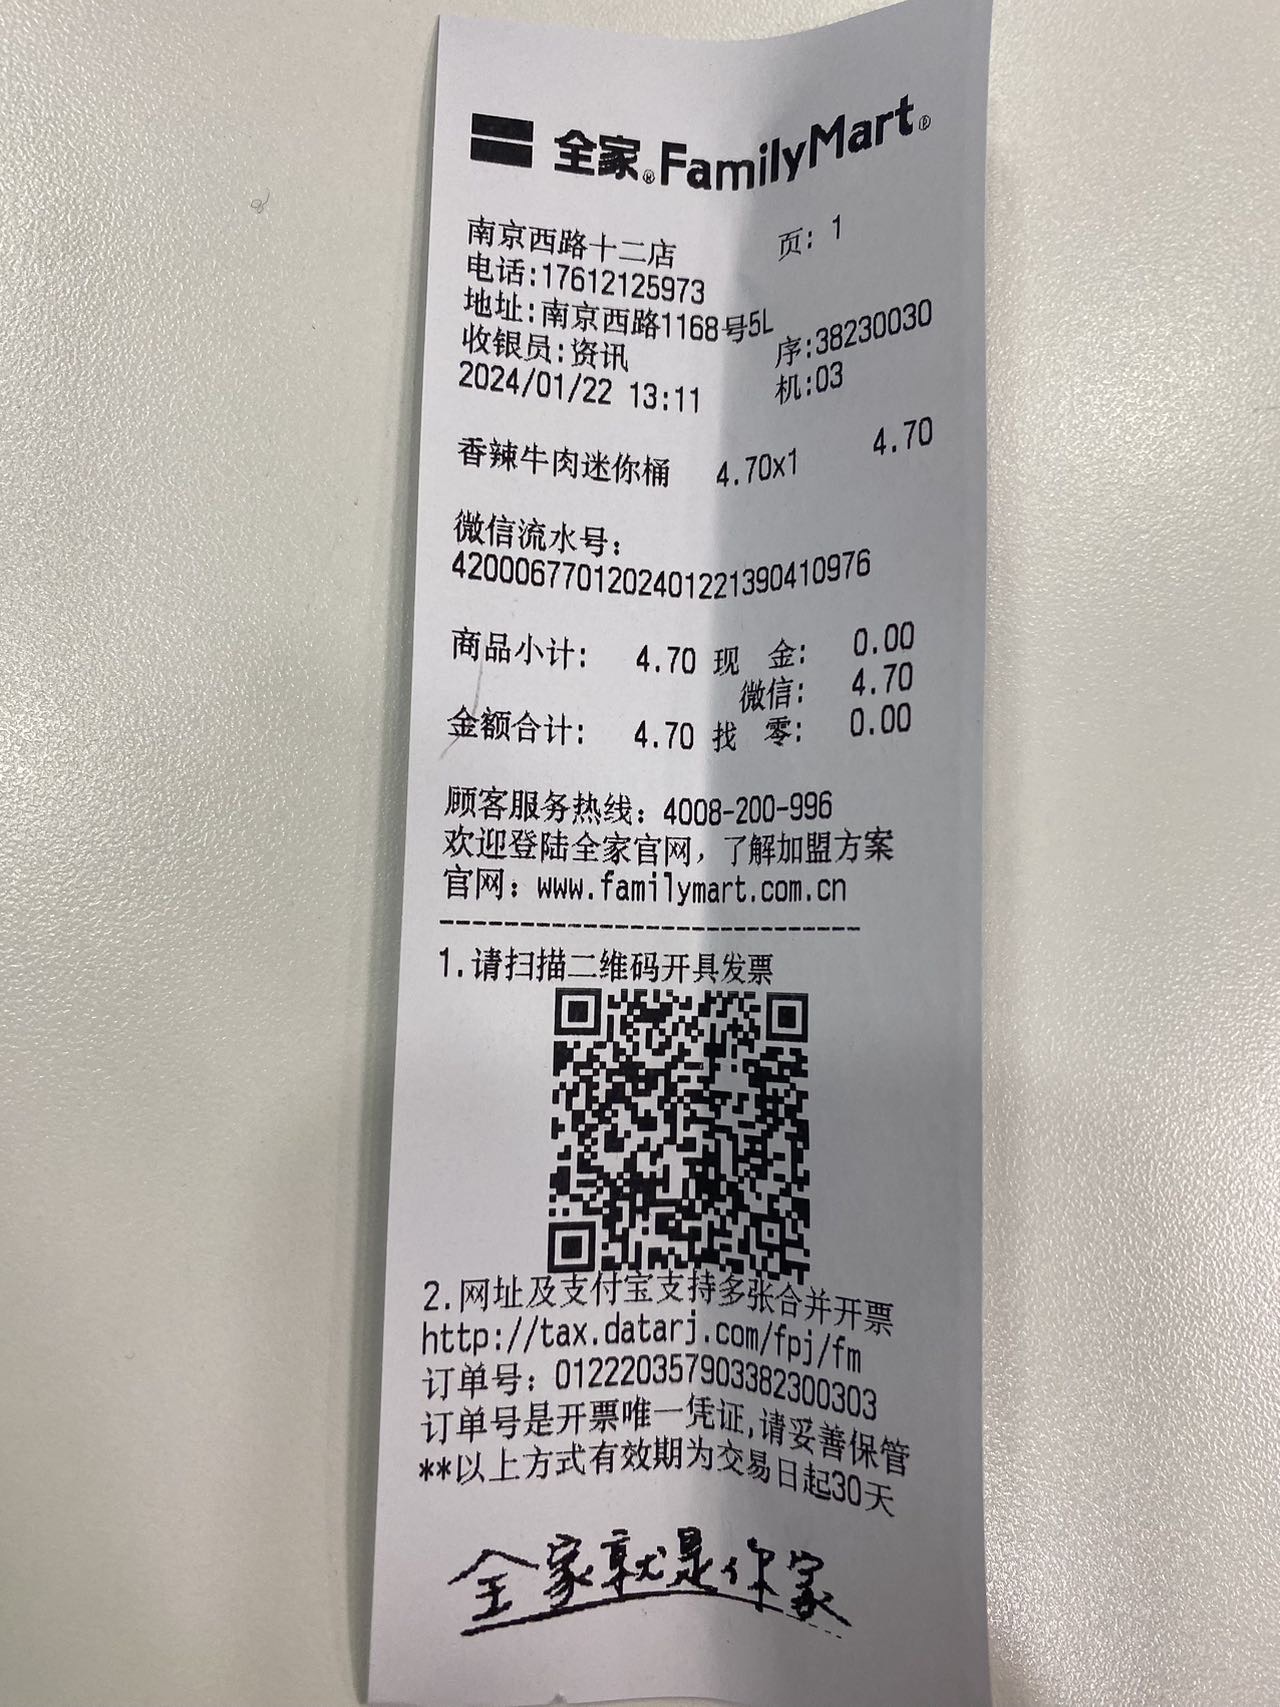 全家® FamilyMart®
南京西路十二店 页: 1
电话:17612125973
地址:南京西路1168号5L
收银员:资讯 序:38230030
2024/01/22 13:11 机:03
香辣牛肉迷你桶 4.70x1 4.70
微信流水号:
4200067701202401221390410976
商品小计: 4.70 现 金: 0.00
微信: 4.70
金额合计: 4.70 找 零: 0.00
顾客服务热线: 4008-200-996
欢迎登陆全家官网, 了解加盟方案
官网: www.familymart.com.cn
---------------------------
1.请扫描二维码开具发票
2.网址及支付宝支持多张合并开票
http://tax.datarj.com/fpj/fm
订单号: 012220357903382300303
订单号是开票唯一凭证,请妥善保管
**以上方式有效期为交易日起30天
全家就是你家